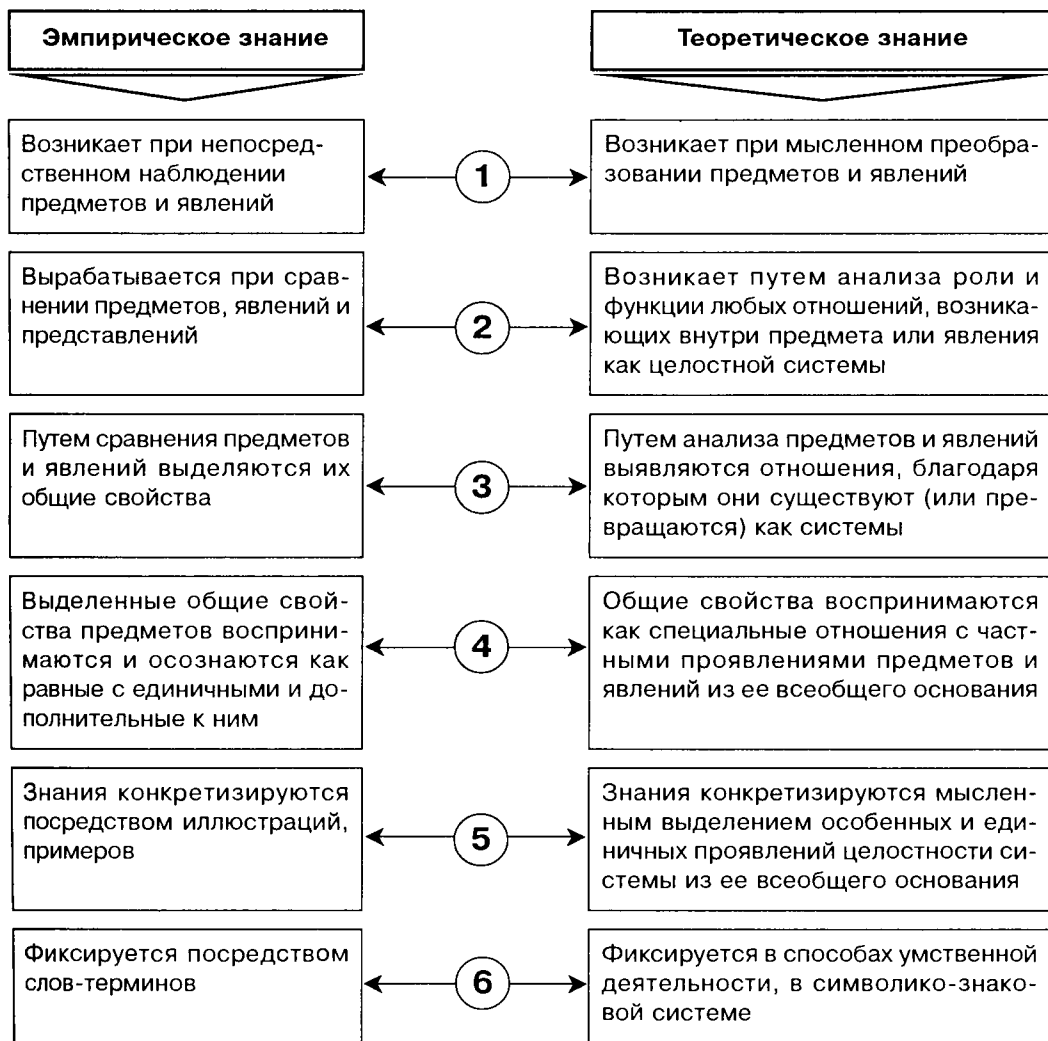 Эмпирическое знание
Теоретическое знание
Возникает при непосред-
ственном наблюдении
предметов и явлений
1
Возникает при мысленном преобра-
зовании предметов и явлений
Вырабатывается при срав-
нении предметов, явлений и
представлений
2
Возникает путем анализа роли и
функции любых отношений, возника-
ющих внутри предмета или явления
как целостной системы
Путем сравнения предметов
и явлений выделяются их
общие свойства
3
Путем анализа предметов и явлений
выявляются отношения, благодаря
которым они существуют (или пре-
вращаются) как системы
Выделенные общие свой-
ства предметов восприни-
маются и осознаются как
равные с единичными и до-
полнительные к ним
4
Общие свойства воспринимаются
как специальные отношения с част-
ными проявлениями предметов и
явлений из ее всеобщего основания
Знания конкретизируются
посредством иллюстраций,
примеров
5
Знания конкретизируются мыслен-
ным выделением особенных и еди-
ничных проявлений целостности си-
стемы из ее всеобщего основания
Фиксируется посредством
слов-терминов
6
Фиксируется в способах умственной
деятельности, в символико-знако-
вой системе